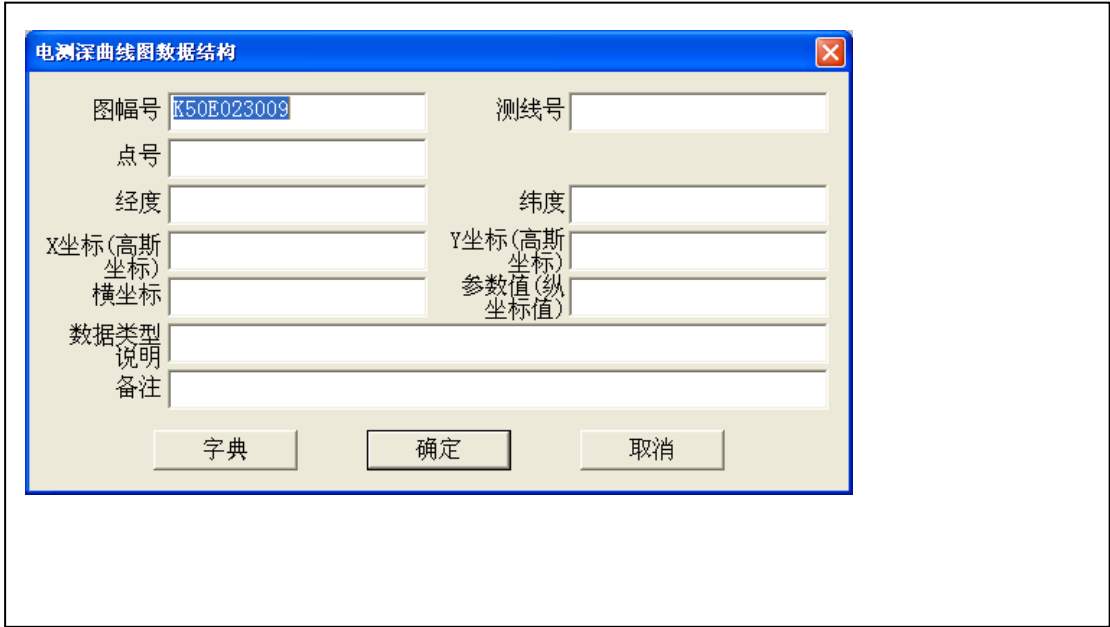 电测深曲线图数据结构
图幅号 K50E023009 测线号
点号
经度 纬度
X坐标(高斯
坐标)
Y坐标(高斯
坐标)
横坐标
参数值(纵
坐标值)
数据类型
说明
备注
字典 确定 取消